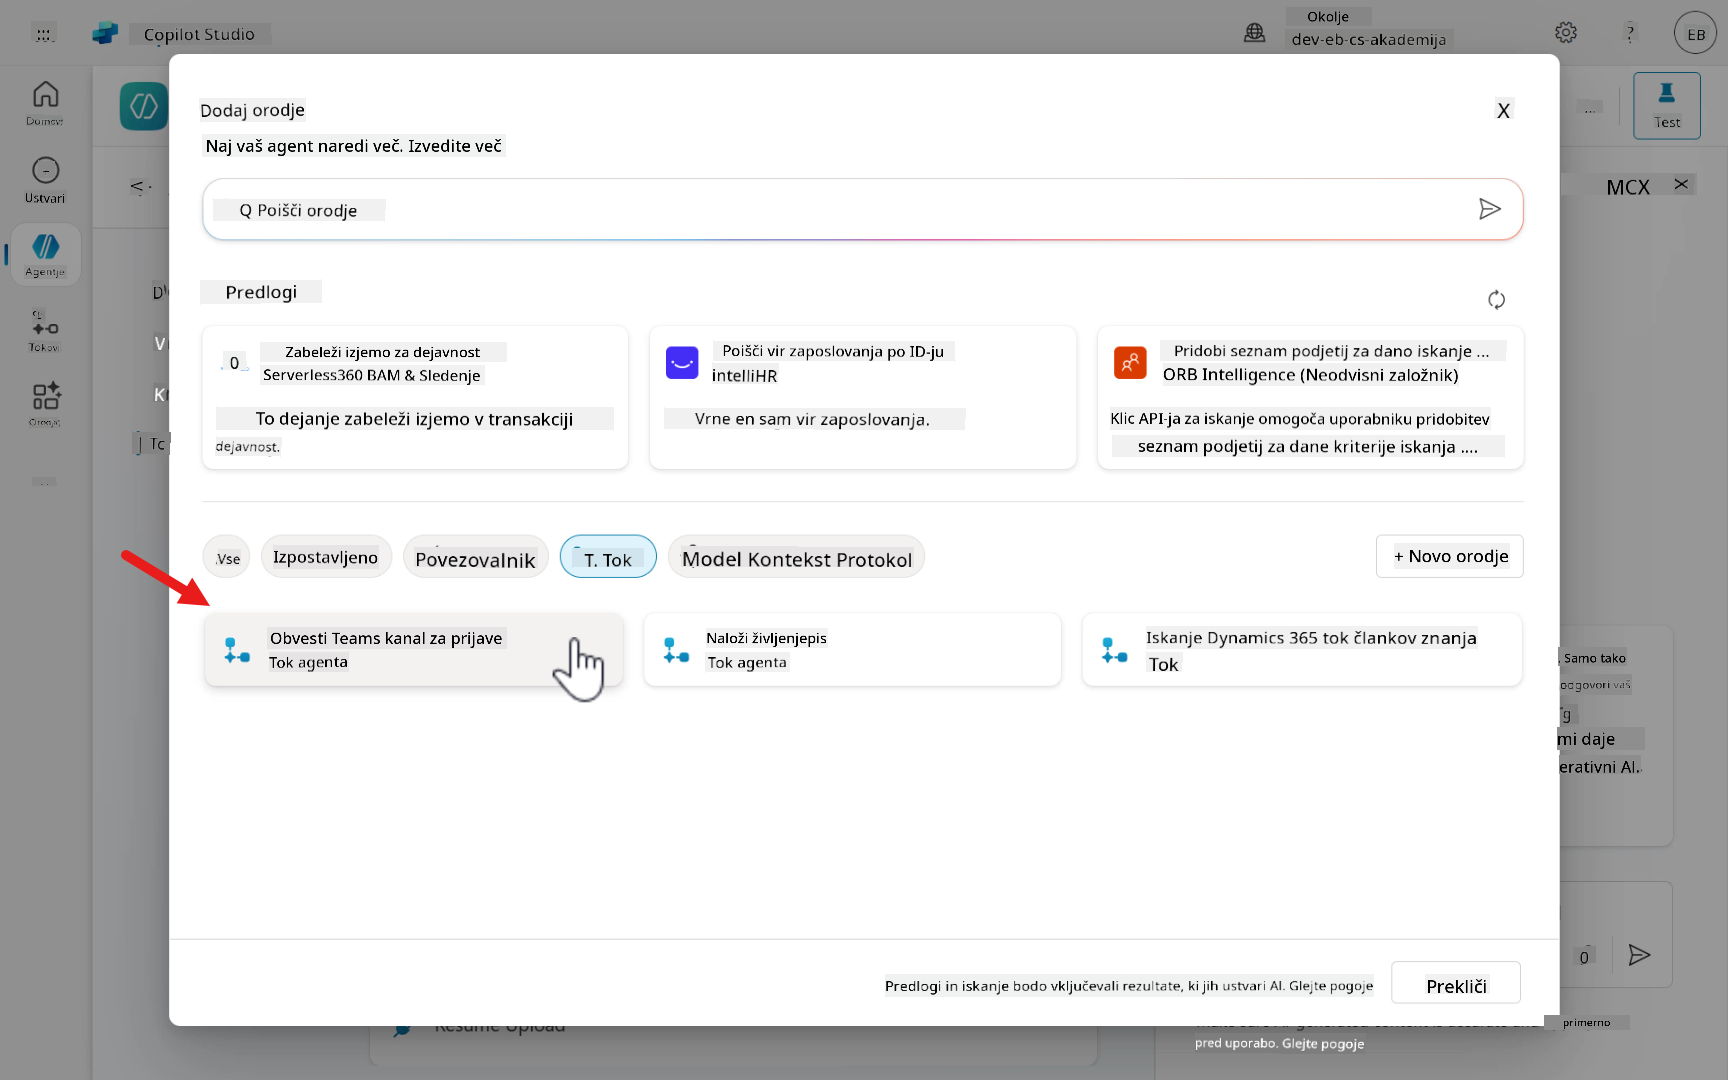 Copilot Studio
Okolje
dev-eb-cs-akademija
?
EB
Domov
Ustvari
Agentje
Tokovi
Test
MCX
Dodaj orodje
X
Naj vaš agent naredi več. Izvedite več
Q Poišči orodje
Predlogi
0
Zabeleži izjemo za dejavnost
Serverless360 BAM & Sledenje
To dejanje zabeleži izjemo v transakciji
dejavnost.
Poišči vir zaposlovanja po ID-ju
intelliHR
Vrne en sam vir zaposlovanja.
Pridobi seznam podjetij za dano iskanje ...
ORB Intelligence (Neodvisni založnik)
Klic API-ja za iskanje omogoča uporabniku pridobitev
seznam podjetij za dane kriterije iskanja ....
Vse
Izpostavljeno
Povezovalnik
T. Tok
Model Kontekst Protokol
+ Novo orodje
Obvesti Teams kanal za prijave
Tok agenta
Naloži življenjepis
Tok agenta
Iskanje Dynamics 365 tok člankov znanja
Tok
Samo tako
odgovori vaš
mi daje
erativni AI.
0
Predlogi in iskanje bodo vključevali rezultate, ki jih ustvari AI. Glejte pogoje
Prekliči
Resume Upload
primerno
pred uporabo. Glejte pogoje